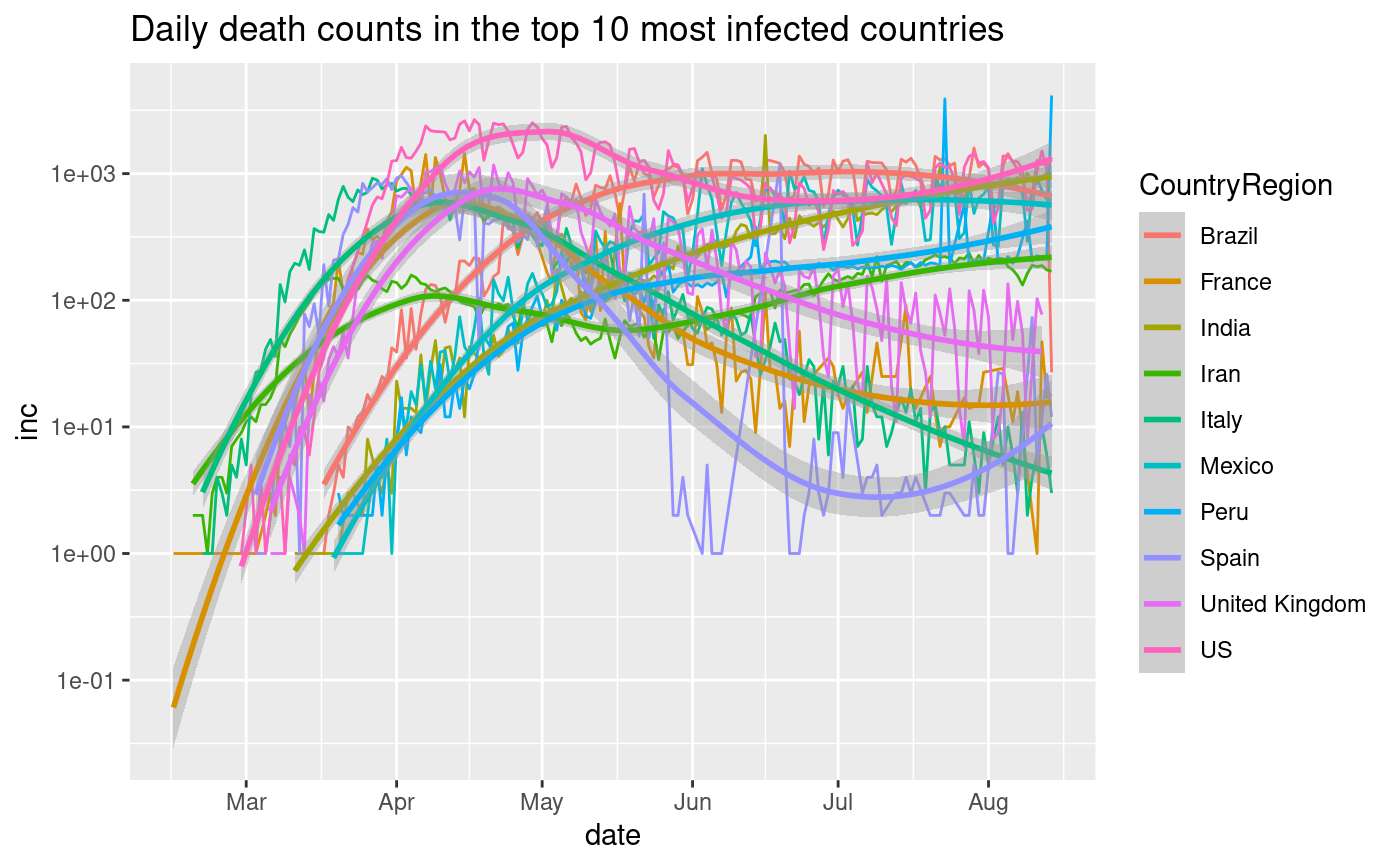 Daily death counts in the top 10 most infected countries
1e+03
1e+02
1e+01
1e+00
1e-01
inc
Mar Apr May Jun Jul Aug
date
CountryRegion
Brazil
France
India
Iran
Italy
Mexico
Peru
Spain
United Kingdom
US